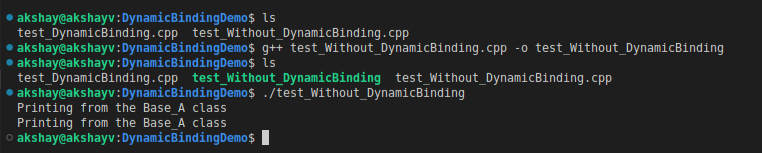 akshay@akshayv:DynamicBindingDemo$ ls
test_DynamicBinding.cpp  test_Without_DynamicBinding.cpp
akshay@akshayv:DynamicBindingDemo$ g++ test_Without_DynamicBinding.cpp -o test_Without_DynamicBinding
akshay@akshayv:DynamicBindingDemo$ ls
test_DynamicBinding.cpp  test_Without_DynamicBinding  test_Without_DynamicBinding.cpp
akshay@akshayv:DynamicBindingDemo$ ./test_Without_DynamicBinding
Printing from the Base_A class
Printing from the Base_A class
akshay@akshayv:DynamicBindingDemo$